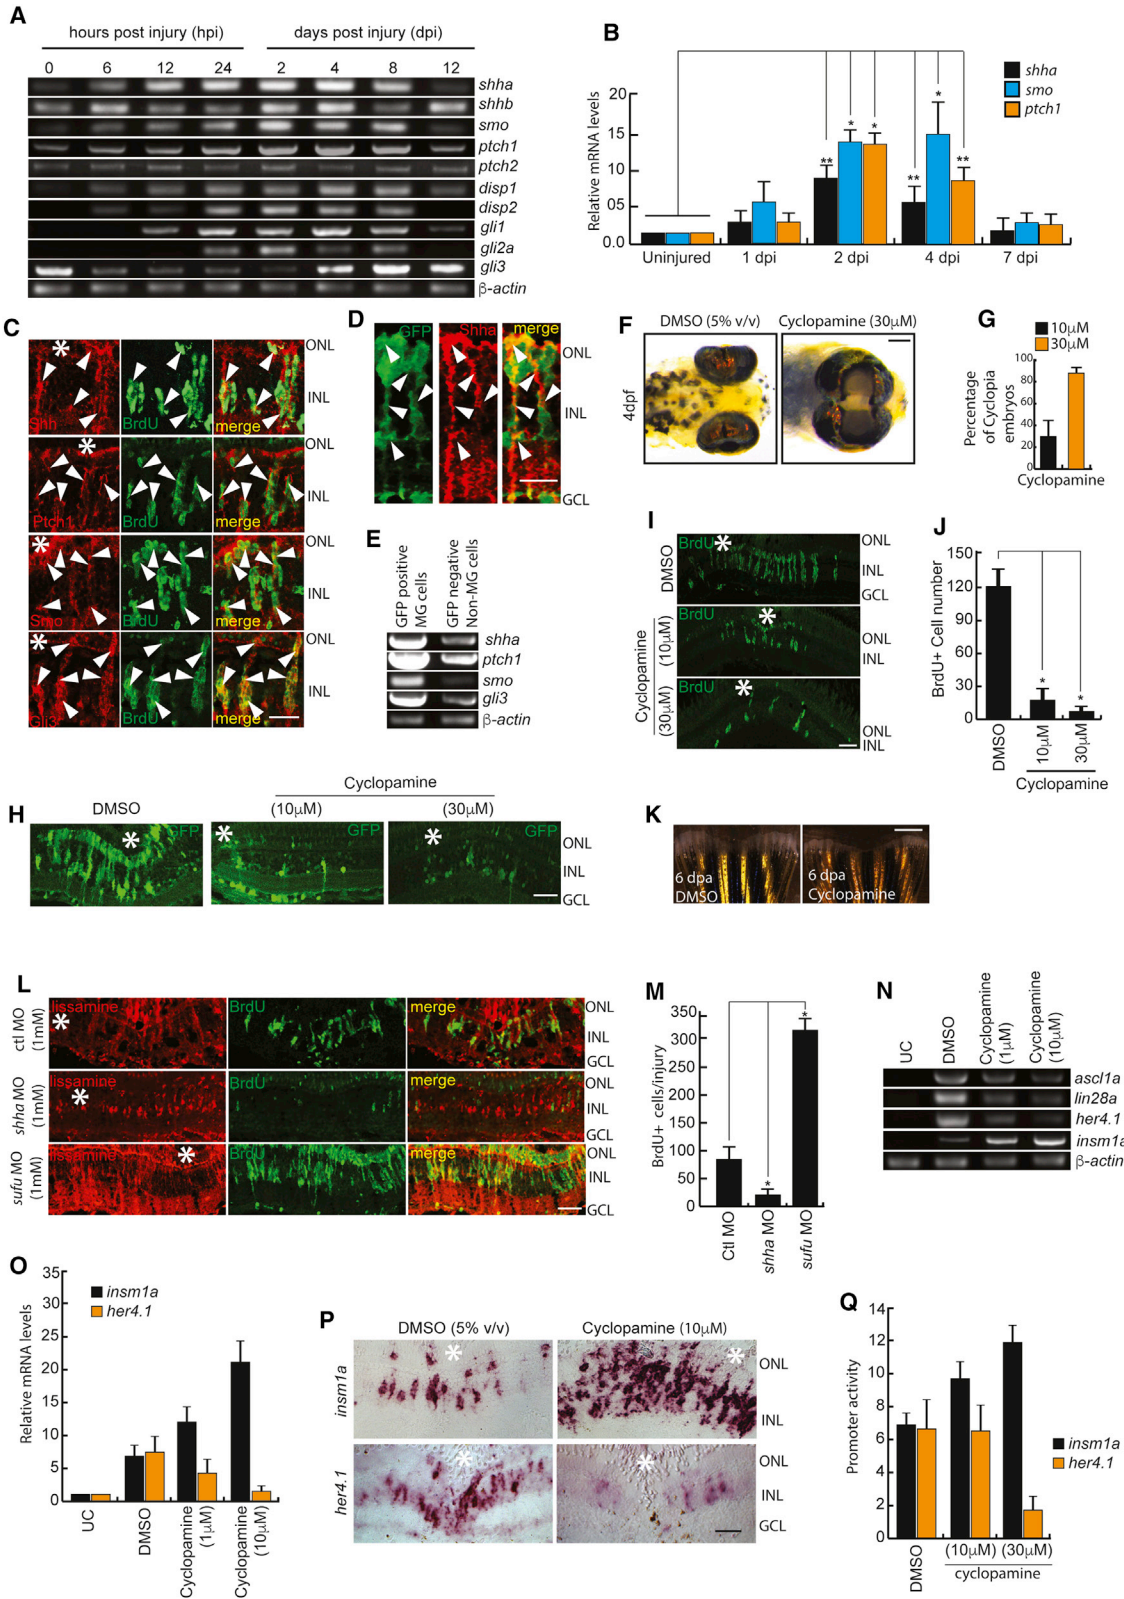 A
hours post injury (hpi)
days post injury (dpi)
0 6 12 24 2 4 8 12
shha
shhb
smo
ptch1
ptch2
disp1
disp2
gli1
gli2a
gli3
β-actin
B
Relative mRNA levels
20
15
10
05
0.0
shha
smo
ptch1
** * * ** * **
Uninjured 1 dpi 2 dpi 4 dpi 7 dpi
C
Shh BrdU merge
ONL
INL
Ptch1 BrdU merge
ONL
INL
Smo BrdU merge
ONL
INL
Gli3 BrdU merge
ONL
INL
D
GFP Shha merge
ONL
INL
GCL
E
GFP positive
MG cells
GFP negative
Non-MG cells
shha
ptch1
smo
gli3
β-actin
F
DMSO (5% v/v) Cyclopamine (30μM)
4dpf
G
10μM
30μM
Percentage
of Cyclopia
embryos
100
80
60
40
20
0
Cyclopamine
H
DMSO
Cyclopamine
(10μM) (30μM)
GFP GFP GFP
ONL
INL
GCL
I
DMSO
BrdU
ONL
INL
GCL
Cyclopamine
(10μM)
BrdU
ONL
INL
(30μM)
BrdU
ONL
INL
J
BrdU+ Cell number
150
120
90
60
30
0
* *
DMSO 10μM 30μM
Cyclopamine
K
6 dpa
DMSO
6 dpa
Cyclopamine
L
ctl MO
(1mM)
lissamine BrdU merge
ONL
INL
GCL
shha MO
(1mM)
lissamine BrdU merge
ONL
INL
GCL
sufu MO
(1mM)
lissamine BrdU merge
ONL
INL
GCL
M
BrdU+ cells/injury
350
300
250
200
150
100
50
0
* *
Ctl MO shha MO sufu MO
N
UC
DMSO
Cyclopamine
(1μM)
Cyclopamine
(10μM)
ascl1a
lin28a
her4.1
insm1a
β-actin
O
Relative mRNA levels
35
30
25
20
15
10
5
0
insm1a
her4.1
UC
DMSO
Cyclopamine
(1μM)
Cyclopamine
(10μM)
P
DMSO (5% v/v) Cyclopamine (10μM)
insm1a
ONL
INL
her4.1
ONL
INL
GCL
Q
Promoter activity
14
12
10
8
6
4
2
0
insm1a
her4.1
DMSO (10μM) (30μM)
cyclopamine